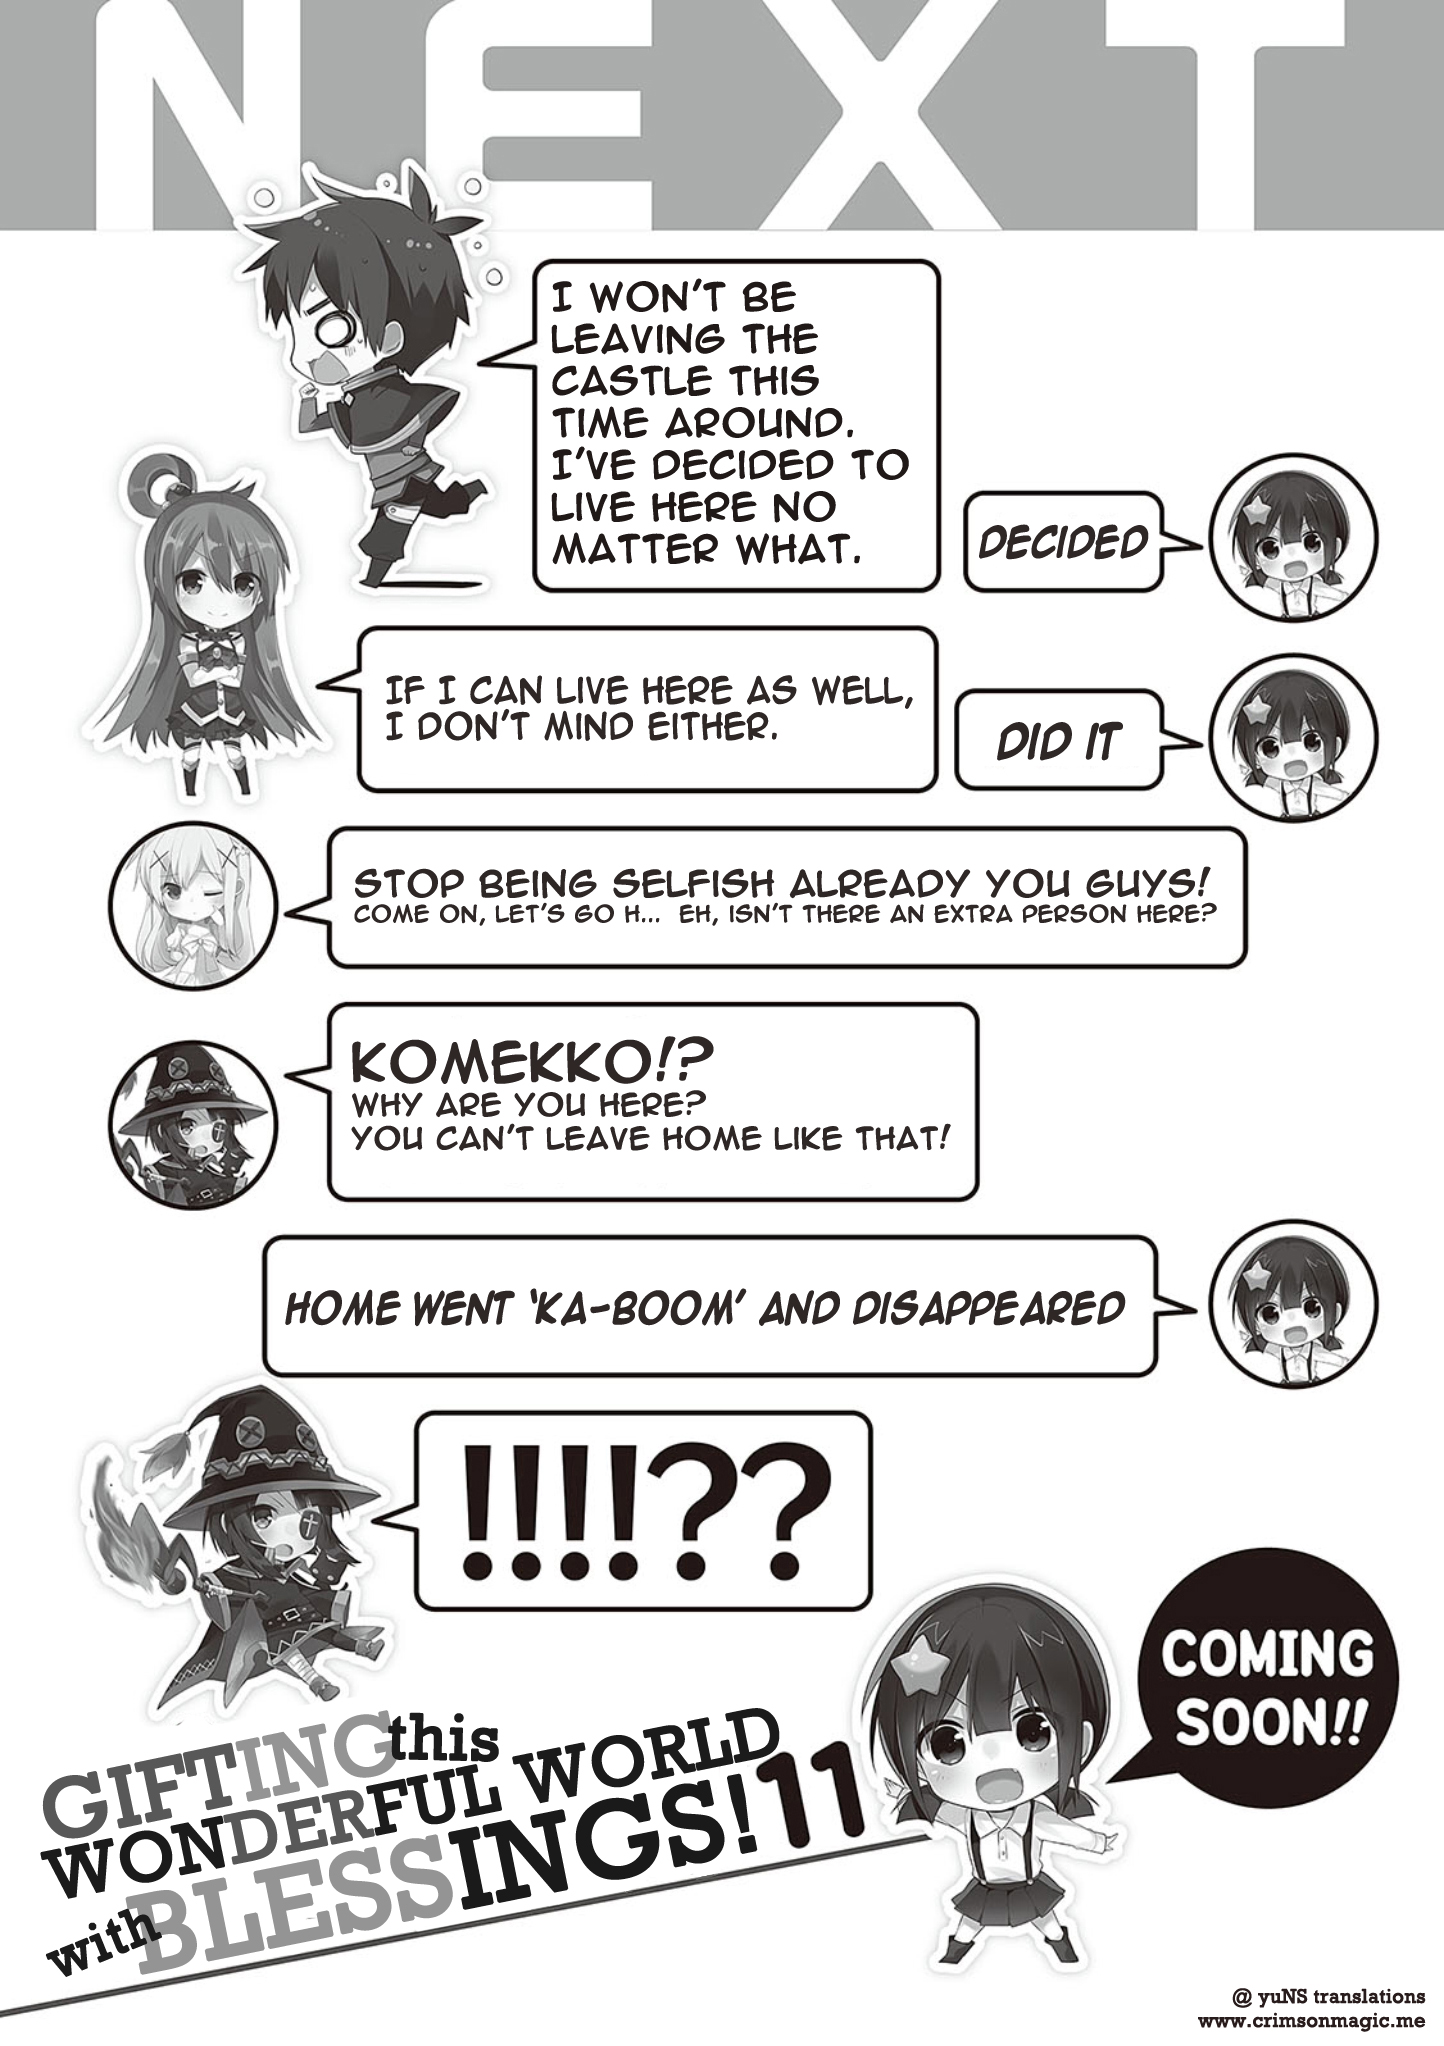 NEXT
I WON'T BE
LEAVING THE
CASTLE THIS
TIME AROUND.
I'VE DECIDED TO
LIVE HERE NO
MATTER WHAT.
DECIDED
IF I CAN LIVE HERE AS WELL,
I DON'T MIND EITHER.
DID IT
STOP BEING SELFISH ALREADY YOU GUYS!
COME ON, LET'S GO H... EH, ISN'T THERE AN EXTRA PERSON HERE?
KOMEKKO!?
WHY ARE YOU HERE?
YOU CAN'T LEAVE HOME LIKE THAT!
HOME WENT 'KA-BOOM' AND DISAPPEARED
!!!!??
COMING
SOON!!
GIFTING this
WONDERFUL WORLD
with BLESSINGS! 11
@ yuNS translations
www.crimsonmagic.me